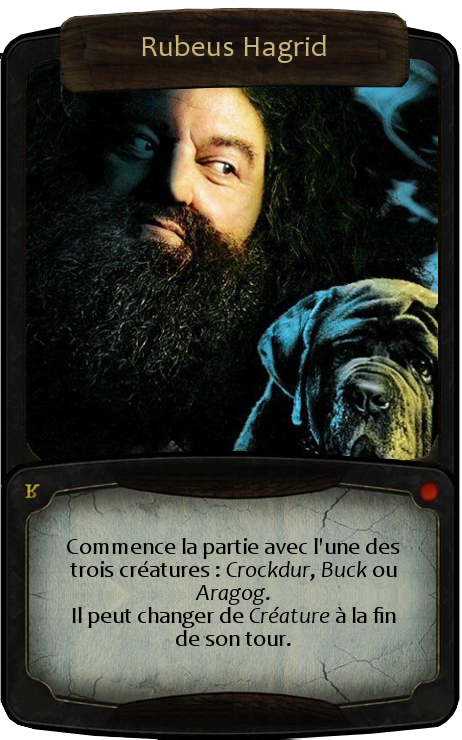 Rubeus Hagrid
Commence la partie avec l'une des
trois créatures : Crockdur, Buck ou
Aragog.
Il peut changer de Créature à la fin
de son tour.